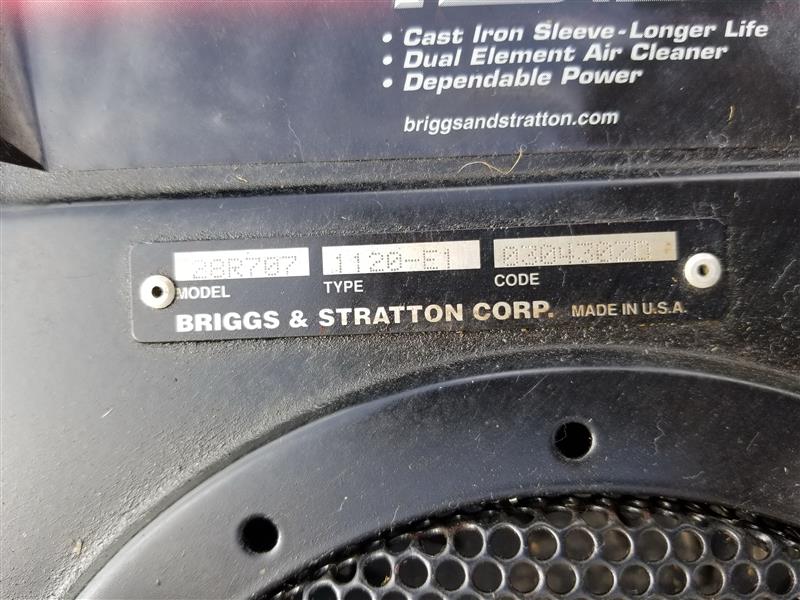 • Cast Iron Sleeve-Longer Life
• Dual Element Air Cleaner
• Dependable Power
briggsandstratton.com
28R707 1120-E1
MODEL TYPE CODE
BRIGGS & STRATTON CORP. MADE IN U.S.A.